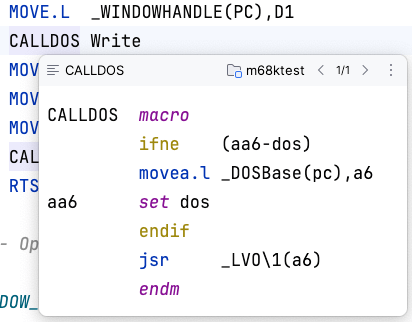 MOVE.L _WINDOWHANDLE(PC),D1
CALLDOS Write
MOV
CALLDOS m68ktest 1/1
MOV
MOV
CAL
RTS
CALLDOS macro
ifne (aa6-dos)
movea.l _DOSBase(pc),a6
aa6 set dos
endif
jsr _LVO\1(a6)
endm
- Op
DOW_